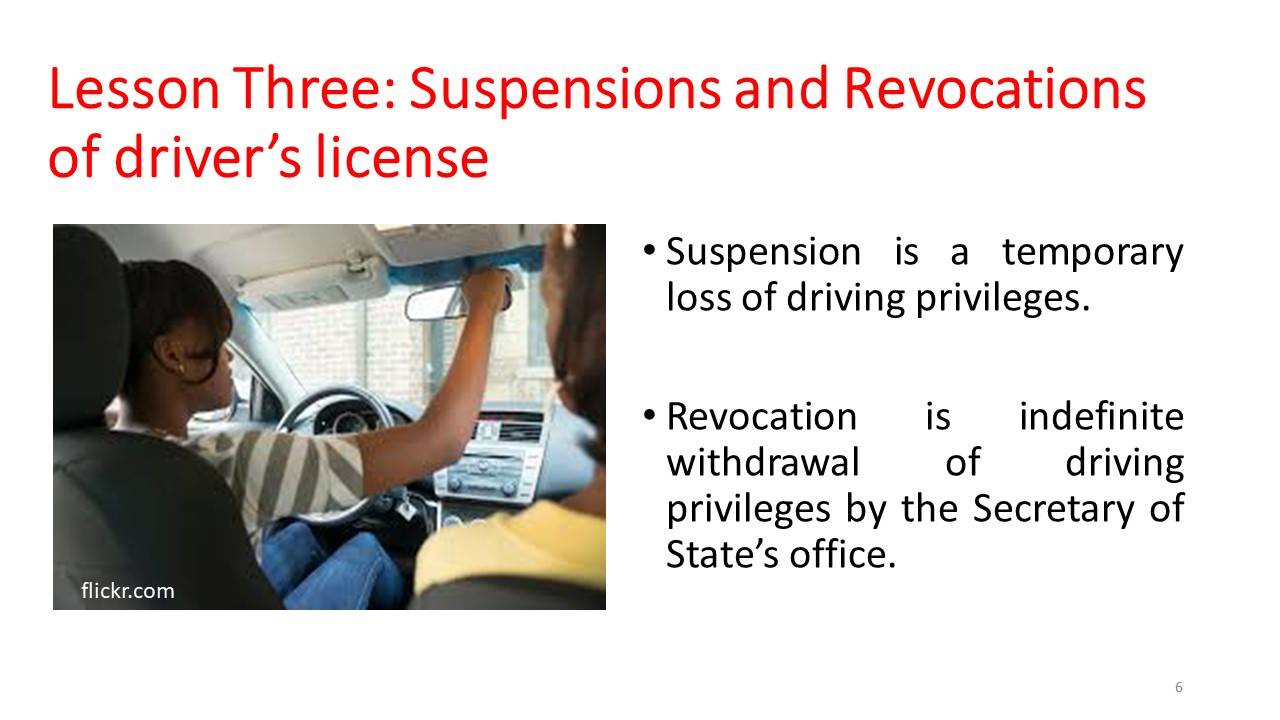 Lesson Three: Suspensions and Revocations
of driver’s license
• Suspension is a temporary
loss of driving privileges.
• Revocation is indefinite
withdrawal of driving
privileges by the Secretary of
State’s office.
flickr.com
6